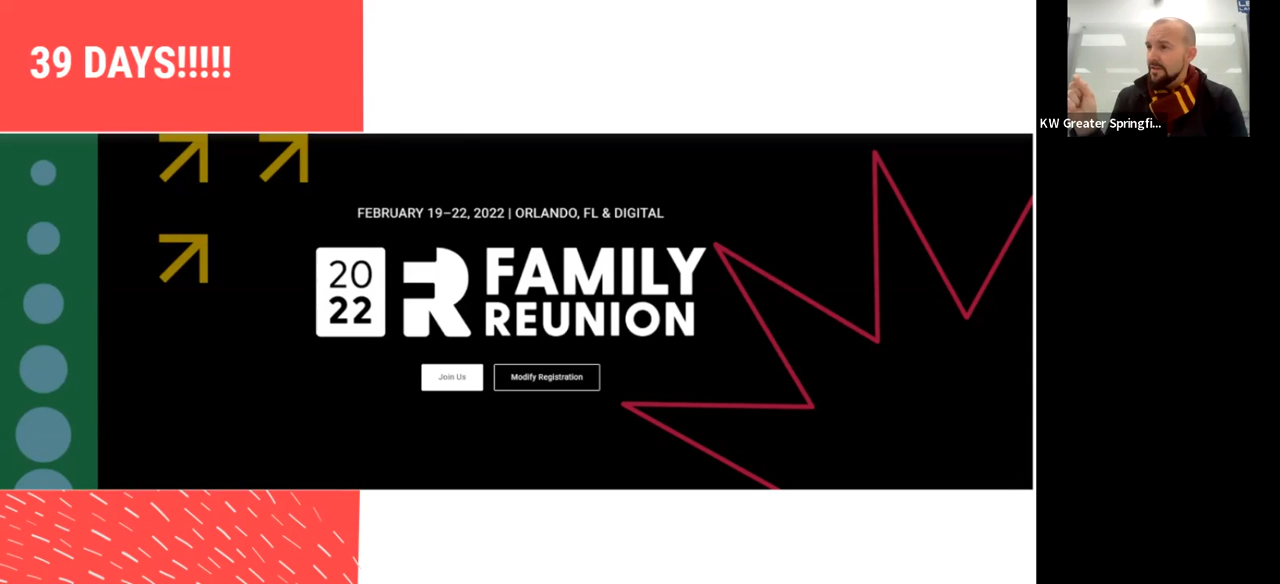 39 DAYS!!!!!
FEBRUARY 19–22, 2022 | ORLANDO, FL & DIGITAL
20
22
R
FAMILY
REUNION
Join Us
Modify Registration
KW Greater Springfi...